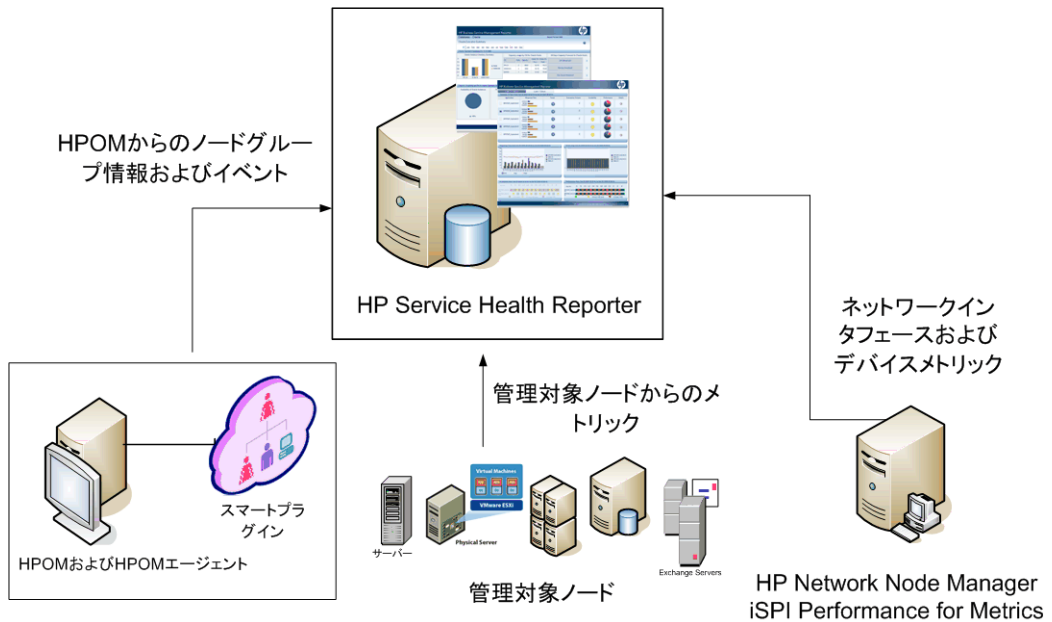 HPOMからのノードグルー
プ情報およびイベント
HP Service Health Reporter
ネットワークイン
タフェースおよび
デバイスメトリック
管理対象ノードからのメ
トリック
スマートプラ
グイン
HPOMおよびHPOMエージェント
サーバー
Virtual Machines
VMware ESXi
Physical Server
Exchange Servers
管理対象ノード
HP Network Node Manager
iSPI Performance for Metrics